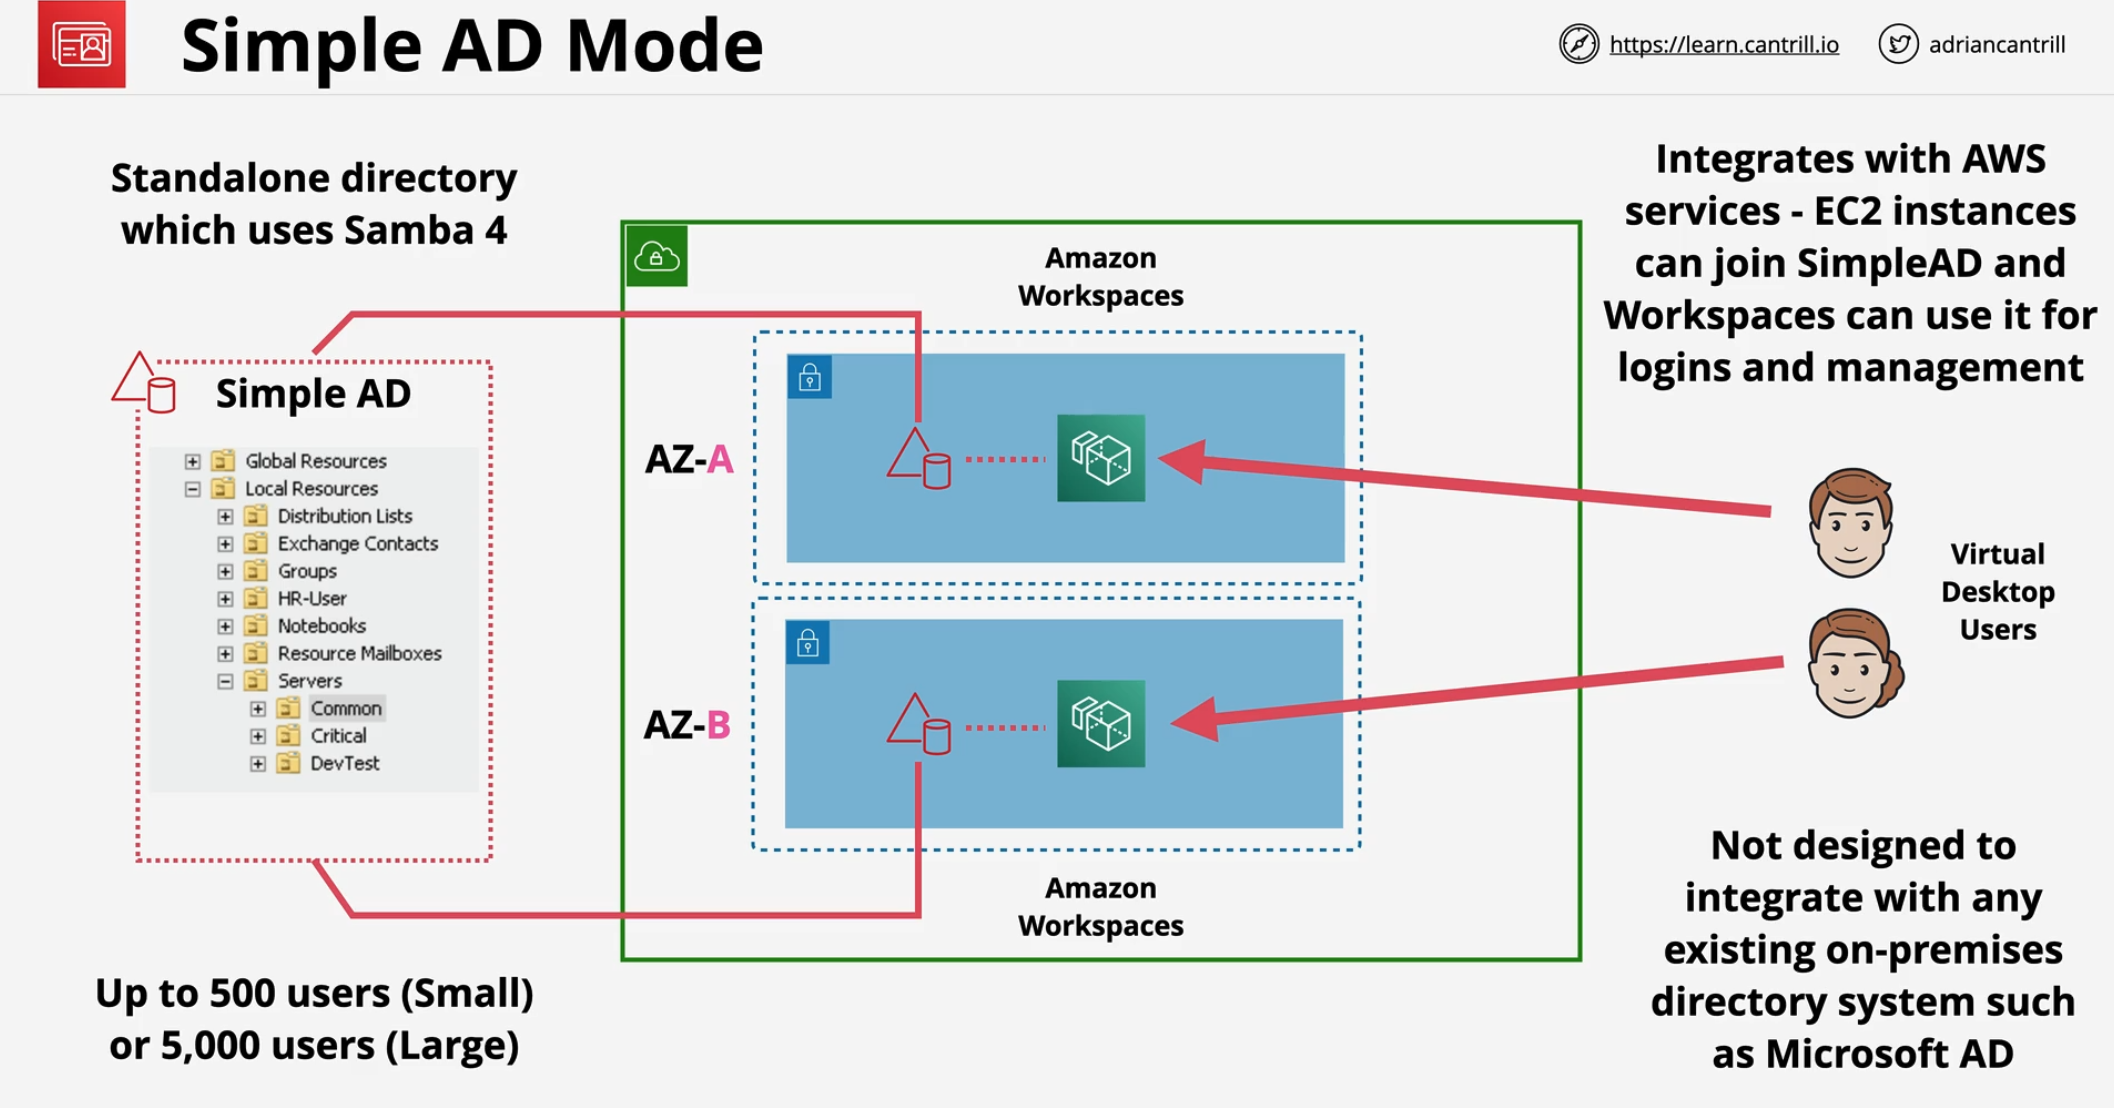 Simple AD Mode
https://learn.cantrill.io
adriancantrill
Standalone directory
which uses Samba 4
Simple AD
Global Resources
Local Resources
Distribution Lists
Exchange Contacts
Groups
HR-User
Notebooks
Resource Mailboxes
Servers
Common
Critical
DevTest
Up to 500 users (Small)
or 5,000 users (Large)
Amazon
Workspaces
AZ-A
AZ-B
Amazon
Workspaces
Integrates with AWS
services - EC2 instances
can join SimpleAD and
Workspaces can use it for
logins and management
Virtual
Desktop
Users
Not designed to
integrate with any
existing on-premises
directory system such
as Microsoft AD